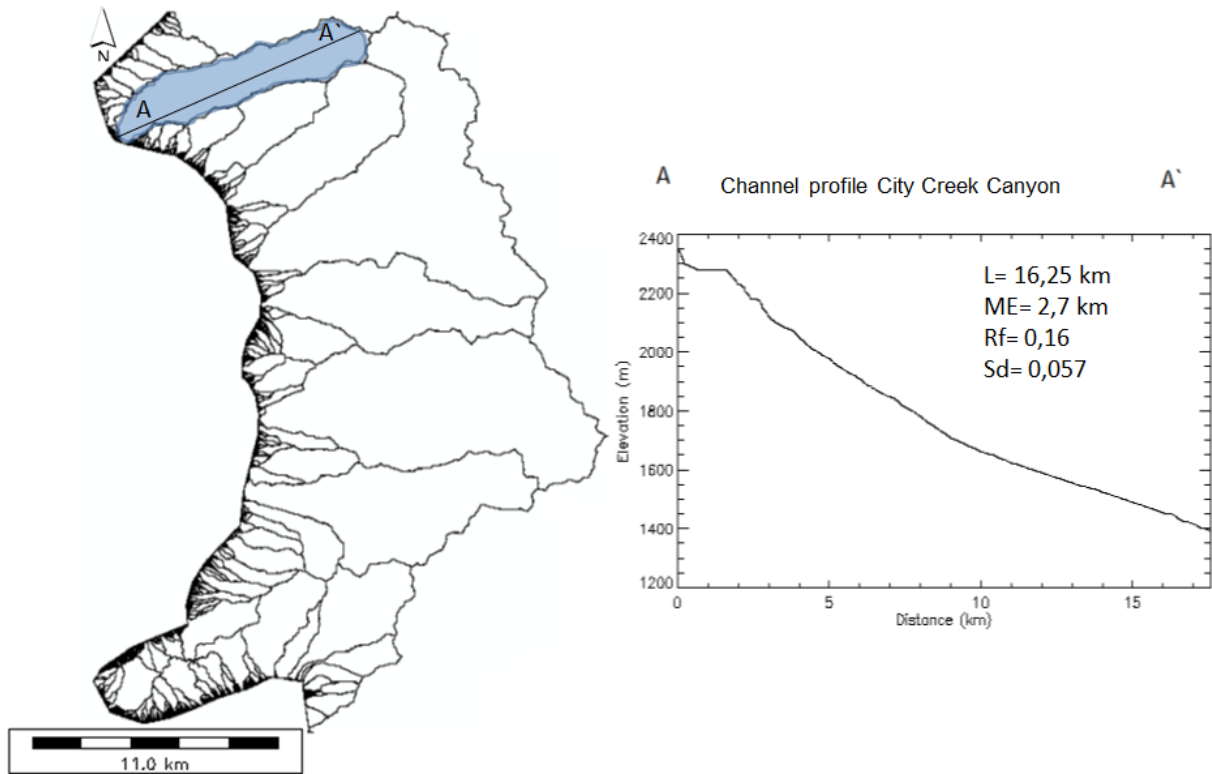 N
A
A`
11.0 km
A
Channel profile City Creek Canyon
A`
L= 16,25 km
ME= 2,7 km
Rf= 0,16
Sd= 0,057
Elevation (m)
2400
2200
2000
1800
1600
1400
1200
0
5
10
15
Distance (km)